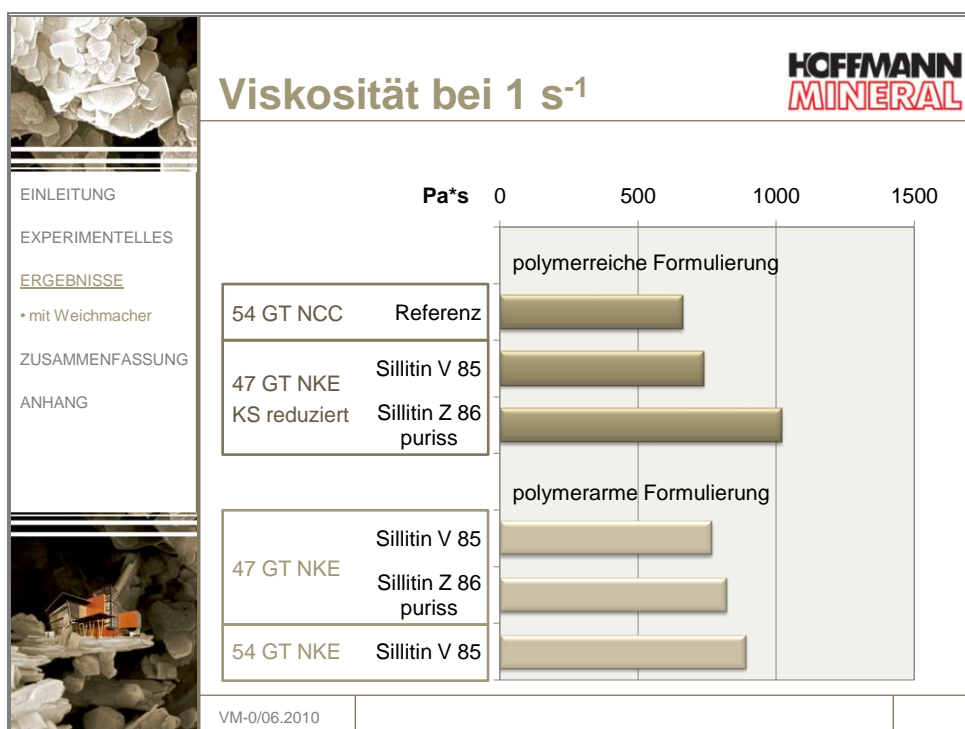 Viskosität bei 1 s-1
HOFFMANN
MINERAL
EINLEITUNG
EXPERIMENTELLES
ERGEBNISSE
• mit Weichmacher
ZUSAMMENFASSUNG
ANHANG
Pa*s 0 500 1000 1500
polymerreiche Formulierung
54 GT NCC Referenz
47 GT NKE
KS reduziert
Sillitin V 85
Sillitin Z 86
puriss
polymerarme Formulierung
47 GT NKE
Sillitin V 85
Sillitin Z 86
puriss
54 GT NKE Sillitin V 85
VM-0/06.2010